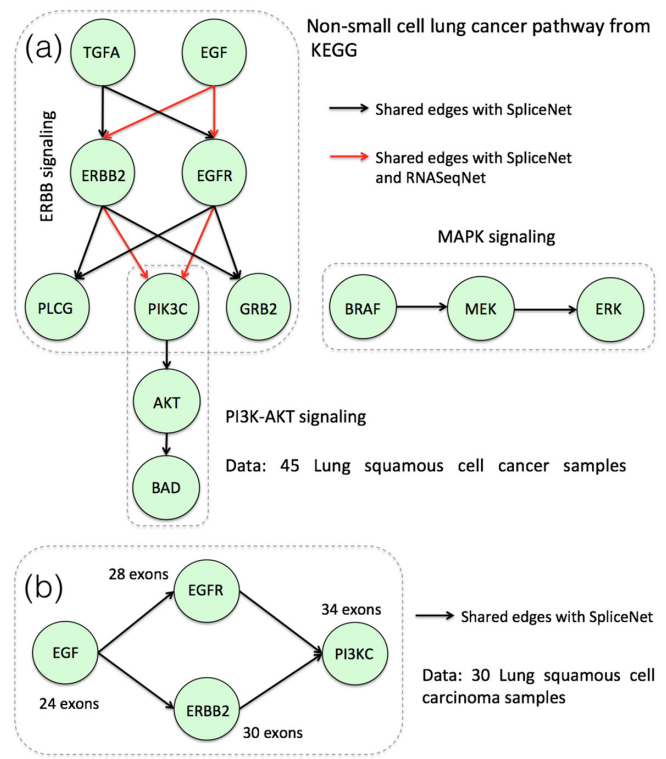 (a)
TGFA
EGF
Non-small cell lung cancer pathway from
KEGG
Shared edges with SpliceNet
Shared edges with SpliceNet
and RNASeqNet
ERBB signaling
ERBB2
EGFR
MAPK signaling
PLCG
PIK3C
GRB2
BRAF
MEK
ERK
AKT
PI3K-AKT signaling
BAD
Data: 45 Lung squamous cell cancer samples
(b)
28 exons
EGFR
34 exons
Shared edges with SpliceNet
EGF
PI3KC
24 exons
ERBB2
30 exons
Data: 30 Lung squamous cell
carcinoma samples